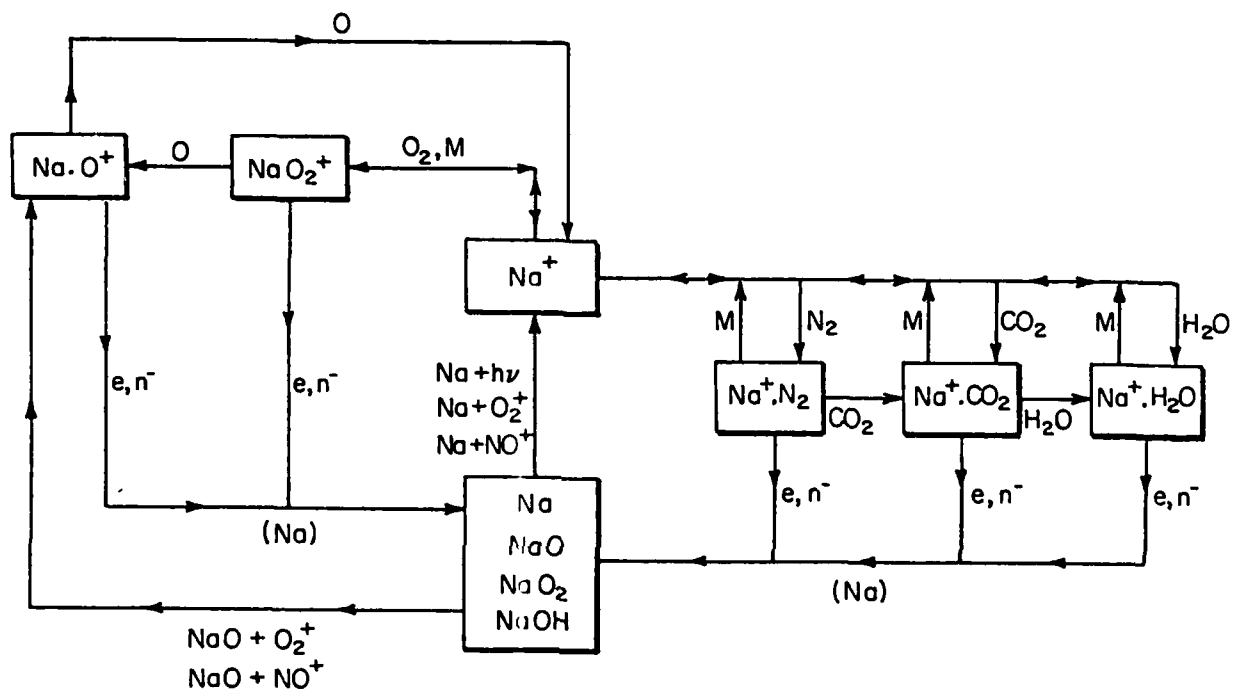 O
Na·O⁺
O
NaO₂⁺
O₂,M
Na⁺
M
N₂
M
CO₂
M
H₂O
Na+hν
Na+O₂⁺
Na+NO⁺
Na⁺.N₂
CO₂
Na⁺.CO₂
H₂O
Na⁺.H₂O
e,n⁻
e,n⁻
e,n⁻
e,n⁻
e,n⁻
(Na)
Na
NaO
NaO₂
NaOH
(Na)
NaO + O₂⁺
NaO + NO⁺